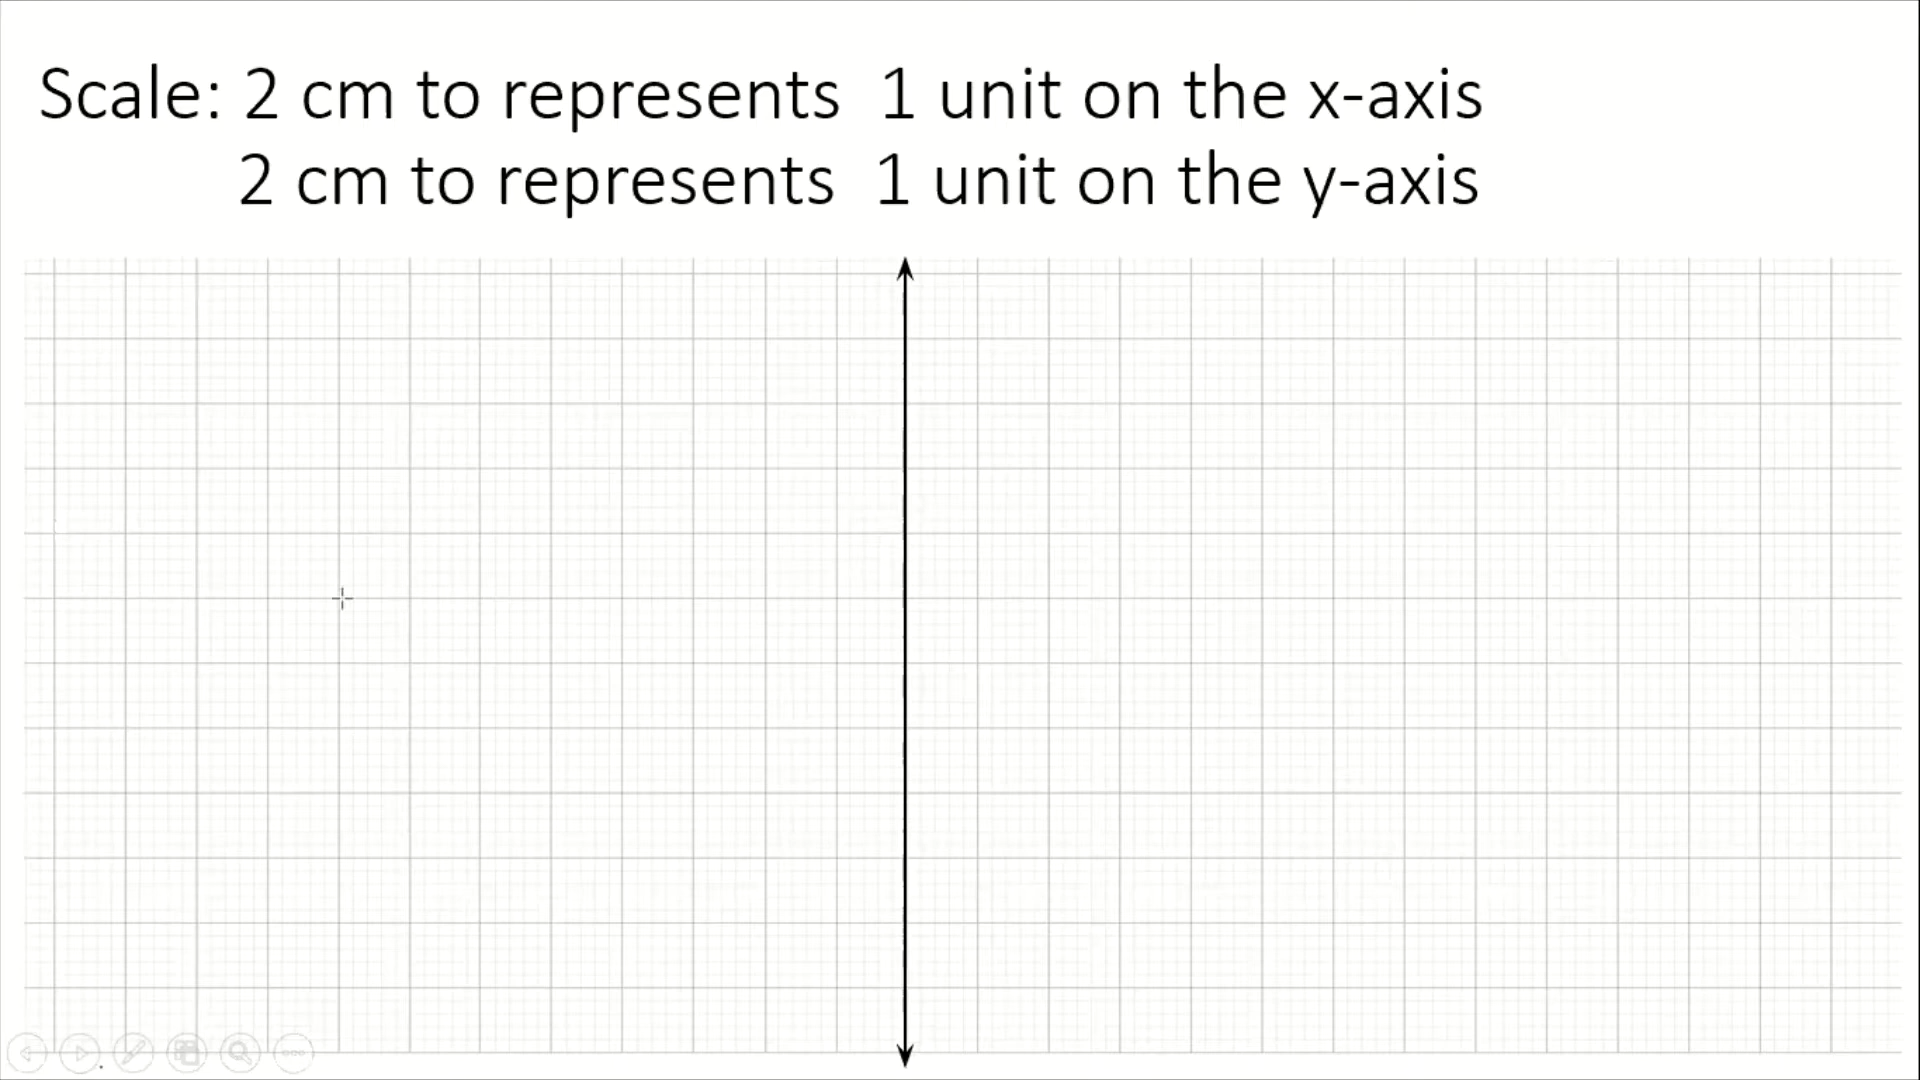 Scale: 2 cm to represents 1 unit on the x-axis
2 cm to represents 1 unit on the y-axis